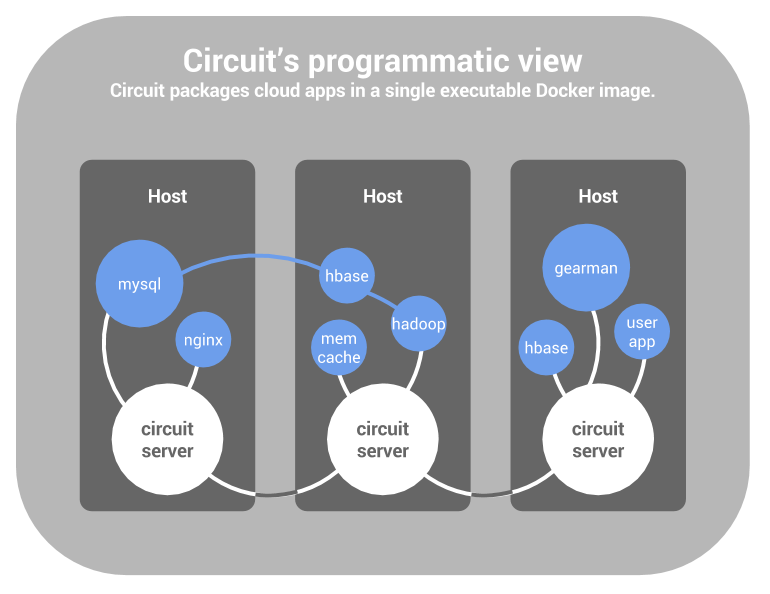 Circuit's programmatic view
Circuit packages cloud apps in a single executable Docker image.
Host
mysql
nginx
circuit
server
Host
hbase
hadoop
mem
cache
circuit
server
Host
gearman
user
app
hbase
circuit
server